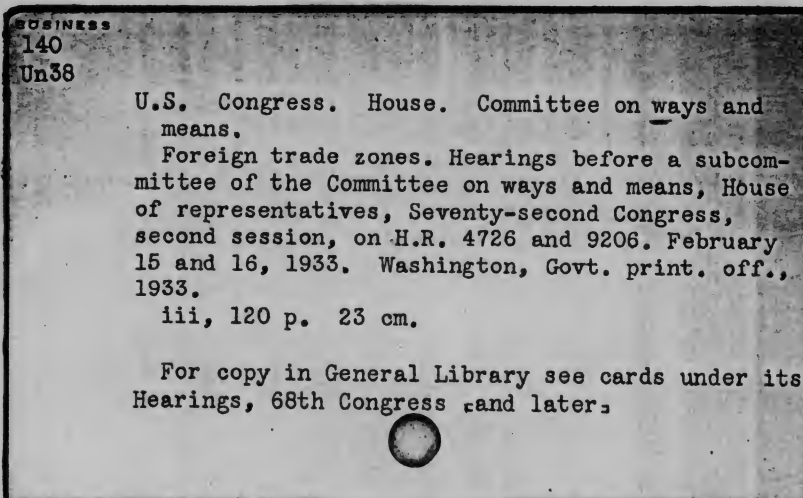 BUSINESS
140
Un38
U.S. Congress. House. Committee on ways and
means.
Foreign trade zones. Hearings before a subcom-
mittee of the Committee on ways and means, House
of representatives, Seventy-second Congress,
second session, on H.R. 4726 and 9206. February
15 and 16, 1933. Washington, Govt. print. off.,
1933.
iii, 120 p. 23 cm.
For copy in General Library see cards under its
Hearings, 68th Congress [and later]